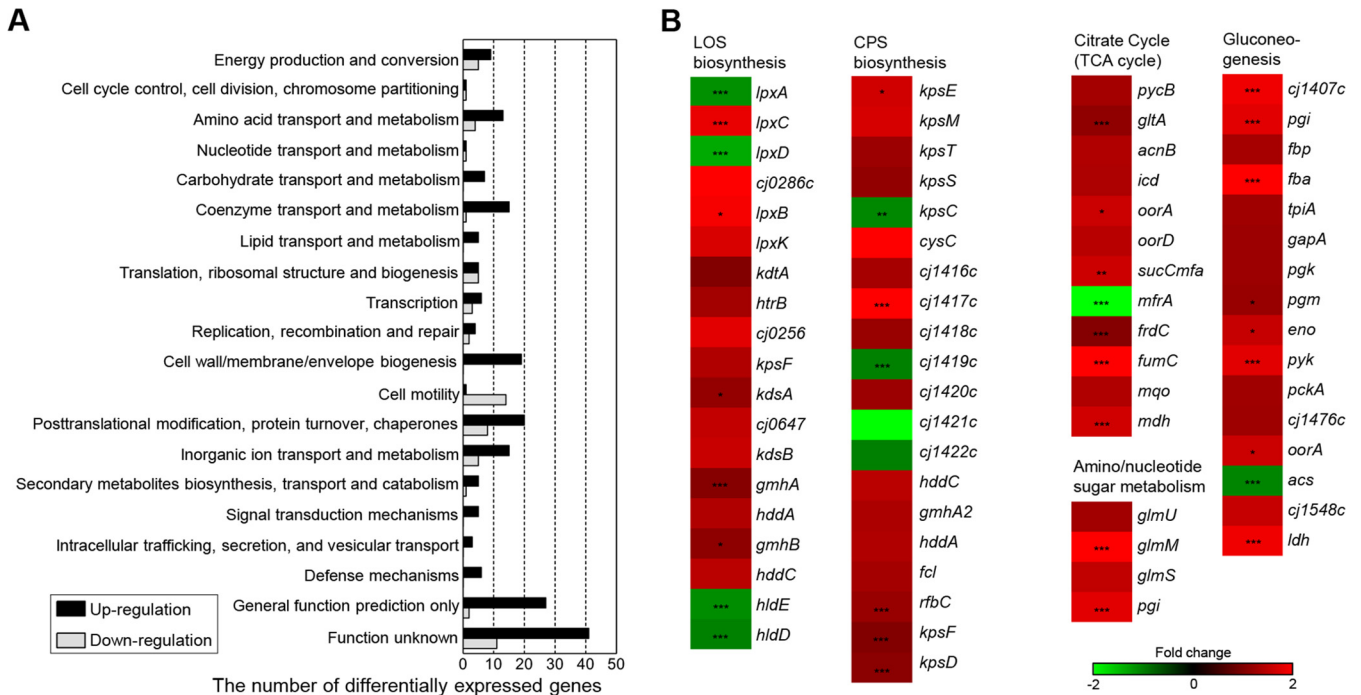 A
Energy production and conversion
Cell cycle control, cell division, chromosome partitioning
Amino acid transport and metabolism
Nucleotide transport and metabolism
Carbohydrate transport and metabolism
Coenzyme transport and metabolism
Lipid transport and metabolism
Translation, ribosomal structure and biogenesis
Transcription
Replication, recombination and repair
Cell wall/membrane/envelope biogenesis
Cell motility
Posttranslational modification, protein turnover, chaperones
Inorganic ion transport and metabolism
Secondary metabolites biosynthesis, transport and catabolism
Signal transduction mechanisms
Intracellular trafficking, secretion, and vesicular transport
Defense mechanisms
General function prediction only
Function unknown
Up-regulation
Down-regulation
0 10 20 30 40 50
The number of differentially expressed genes
B
LOS
biosynthesis
*** lpxA
*** lpxC
*** lpxD
cj0286c
* lpxB
lpxK
kdtA
htrB
cj0256
kpsF
* kdsA
cj0647
kdsB
*** gmhA
hddA
* gmhB
hddC
*** hldE
*** hldD
CPS
biosynthesis
* kpsE
kpsM
kpsT
kpsS
** kpsC
cysC
cj1416c
*** cj1417c
cj1418c
*** cj1419c
cj1420c
cj1421c
cj1422c
hddC
gmhA2
hddA
fcl
*** rfbC
*** kpsF
*** kpsD
Citrate Cycle
(TCA cycle)
pycB
*** gltA
acnB
icd
* oorA
oorD
** sucCmfa
*** mfrA
*** frdC
*** fumC
mqo
*** mdh
Amino/nucleotide
sugar metabolism
glmU
*** glmM
glmS
*** pgi
Gluconeo-
genesis
*** cj1407c
*** pgi
fbp
*** fba
tpiA
gapA
pgk
* pgm
* eno
*** pyk
pckA
cj1476c
* oorA
*** acs
cj1548c
*** ldh
Fold change
-2 0 2